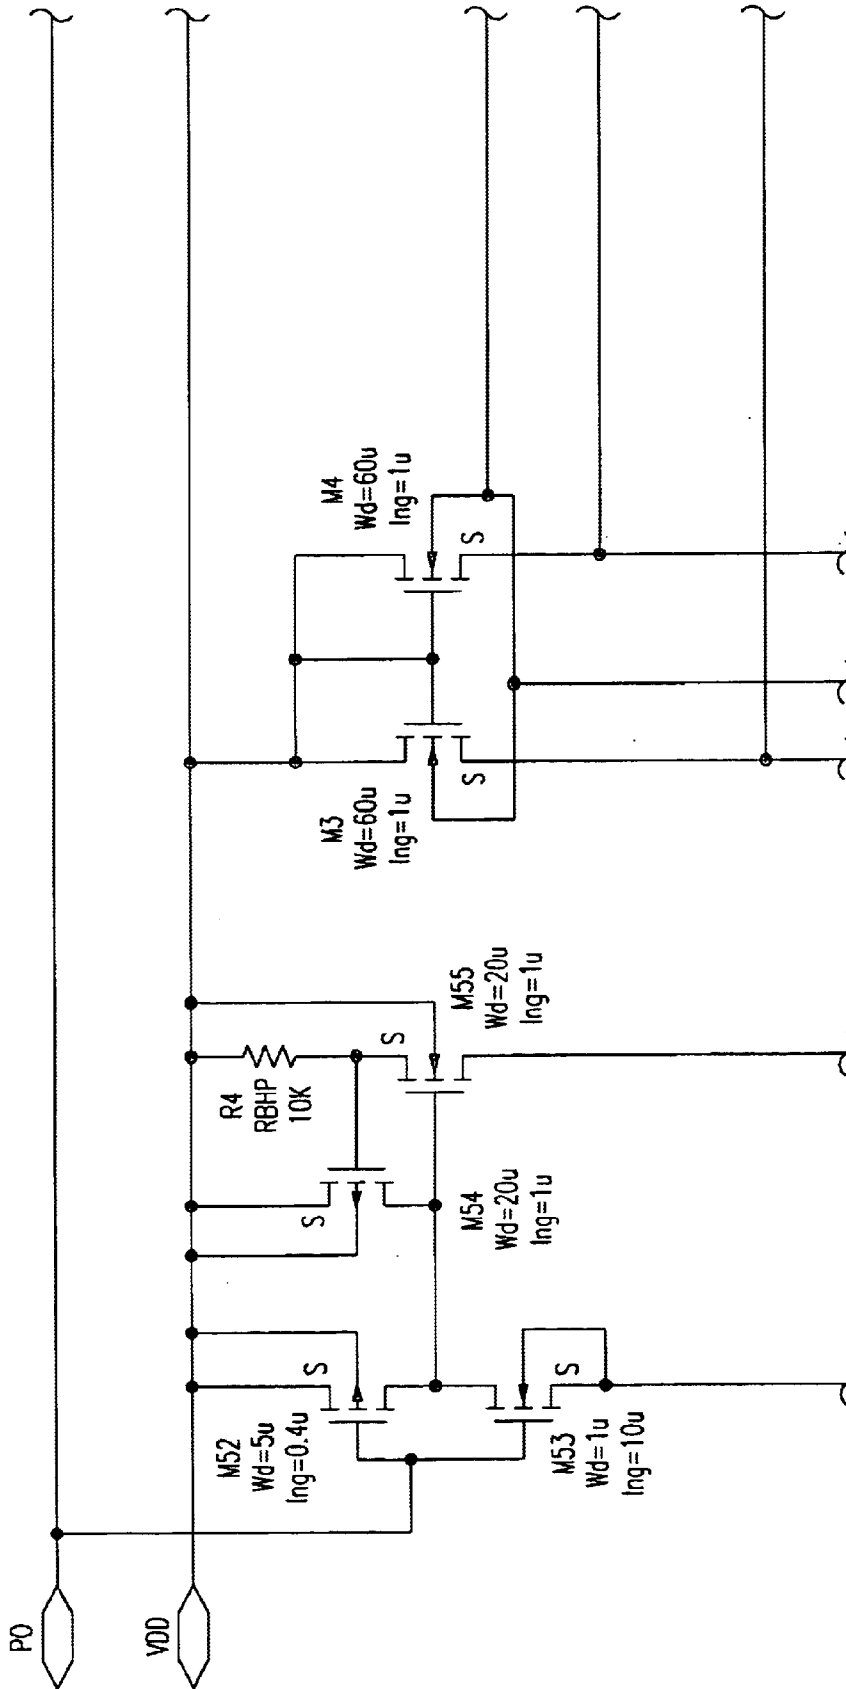 PO
VDD
M52
Wd=5u
lng=0.4u
S
M53
Wd=1u
lng=10u
S
S
M54
Wd=20u
lng=1u
R4
RBHP
10K
S
M55
Wd=20u
lng=1u
M3
Wd=60u
lng=1u
S
M4
Wd=60u
lng=1u
S